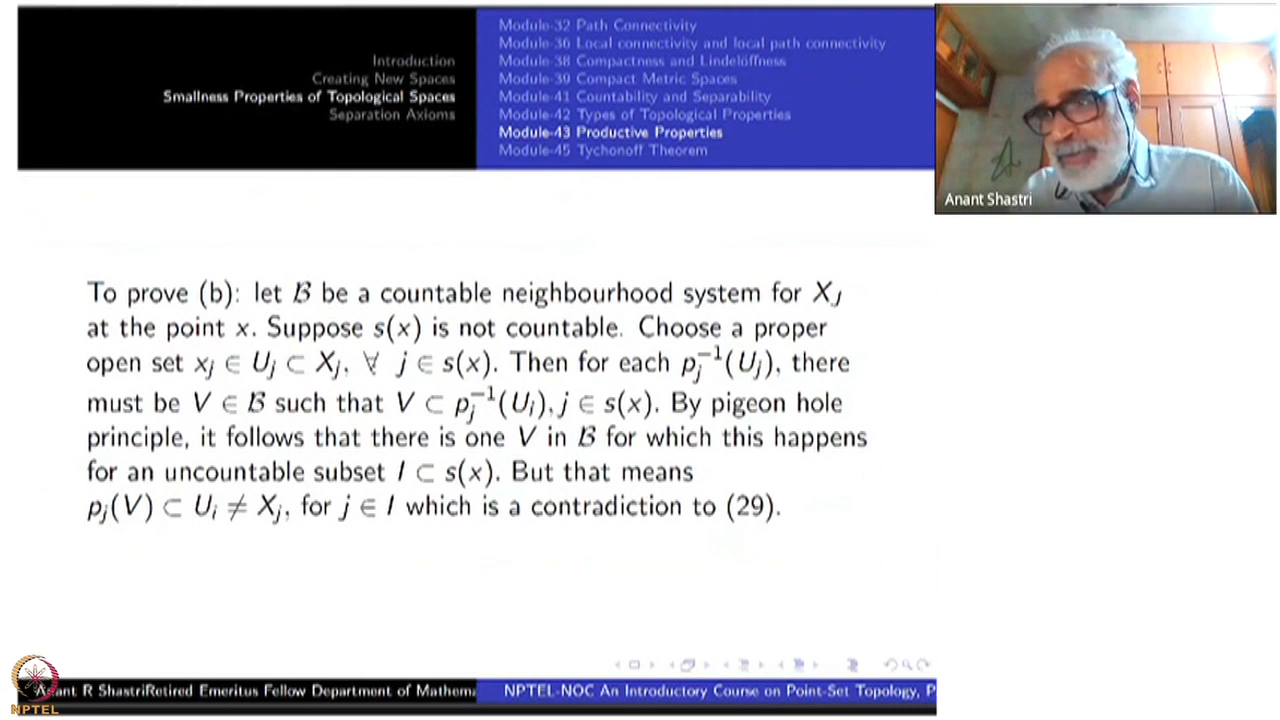 Introduction
Creating New Spaces
Smallness Properties of Topological Spaces
Separation Axioms
Module-32 Path Connectivity
Module-36 Local connectivity and local path connectivity
Module-38 Compactness and Lindelöffness
Module-39 Compact Metric Spaces
Module-41 Countability and Separability
Module-42 Types of Topological Properties
Module-43 Productive Properties
Module-45 Tychonoff Theorem
Anant Shastri
To prove (b): let ℬ be a countable neighbourhood system for X_J
at the point x. Suppose s(x) is not countable. Choose a proper
open set x_j ∈ U_j ⊂ X_j, ∀ j ∈ s(x). Then for each p_j^{-1}(U_j), there
must be V ∈ ℬ such that V ⊂ p_j^{-1}(U_i), j ∈ s(x). By pigeon hole
principle, it follows that there is one V in ℬ for which this happens
for an uncountable subset I ⊂ s(x). But that means
p_j(V) ⊂ U_i ≠ X_j, for j ∈ I which is a contradiction to (29).
NPTEL
Anant R ShastriRetired Emeritus Fellow Department of Mathema
NPTEL-NOC An Introductory Course on Point-Set Topology, P